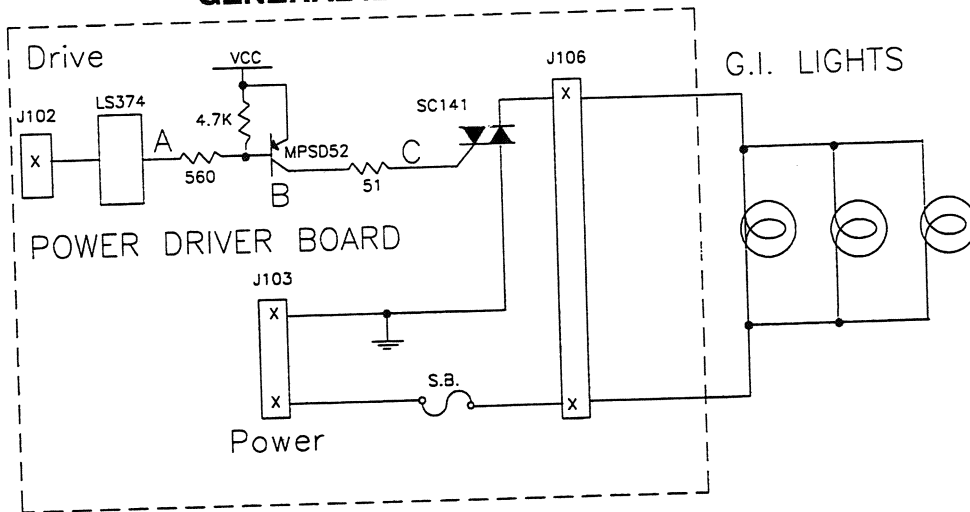 Drive
VCC
J106
G.I. LIGHTS
J102
LS374
SC141
X
4.7K
A
X
MPSD52
C
560
B
51
POWER DRIVER BOARD
J103
X
S.B.
X
X
Power